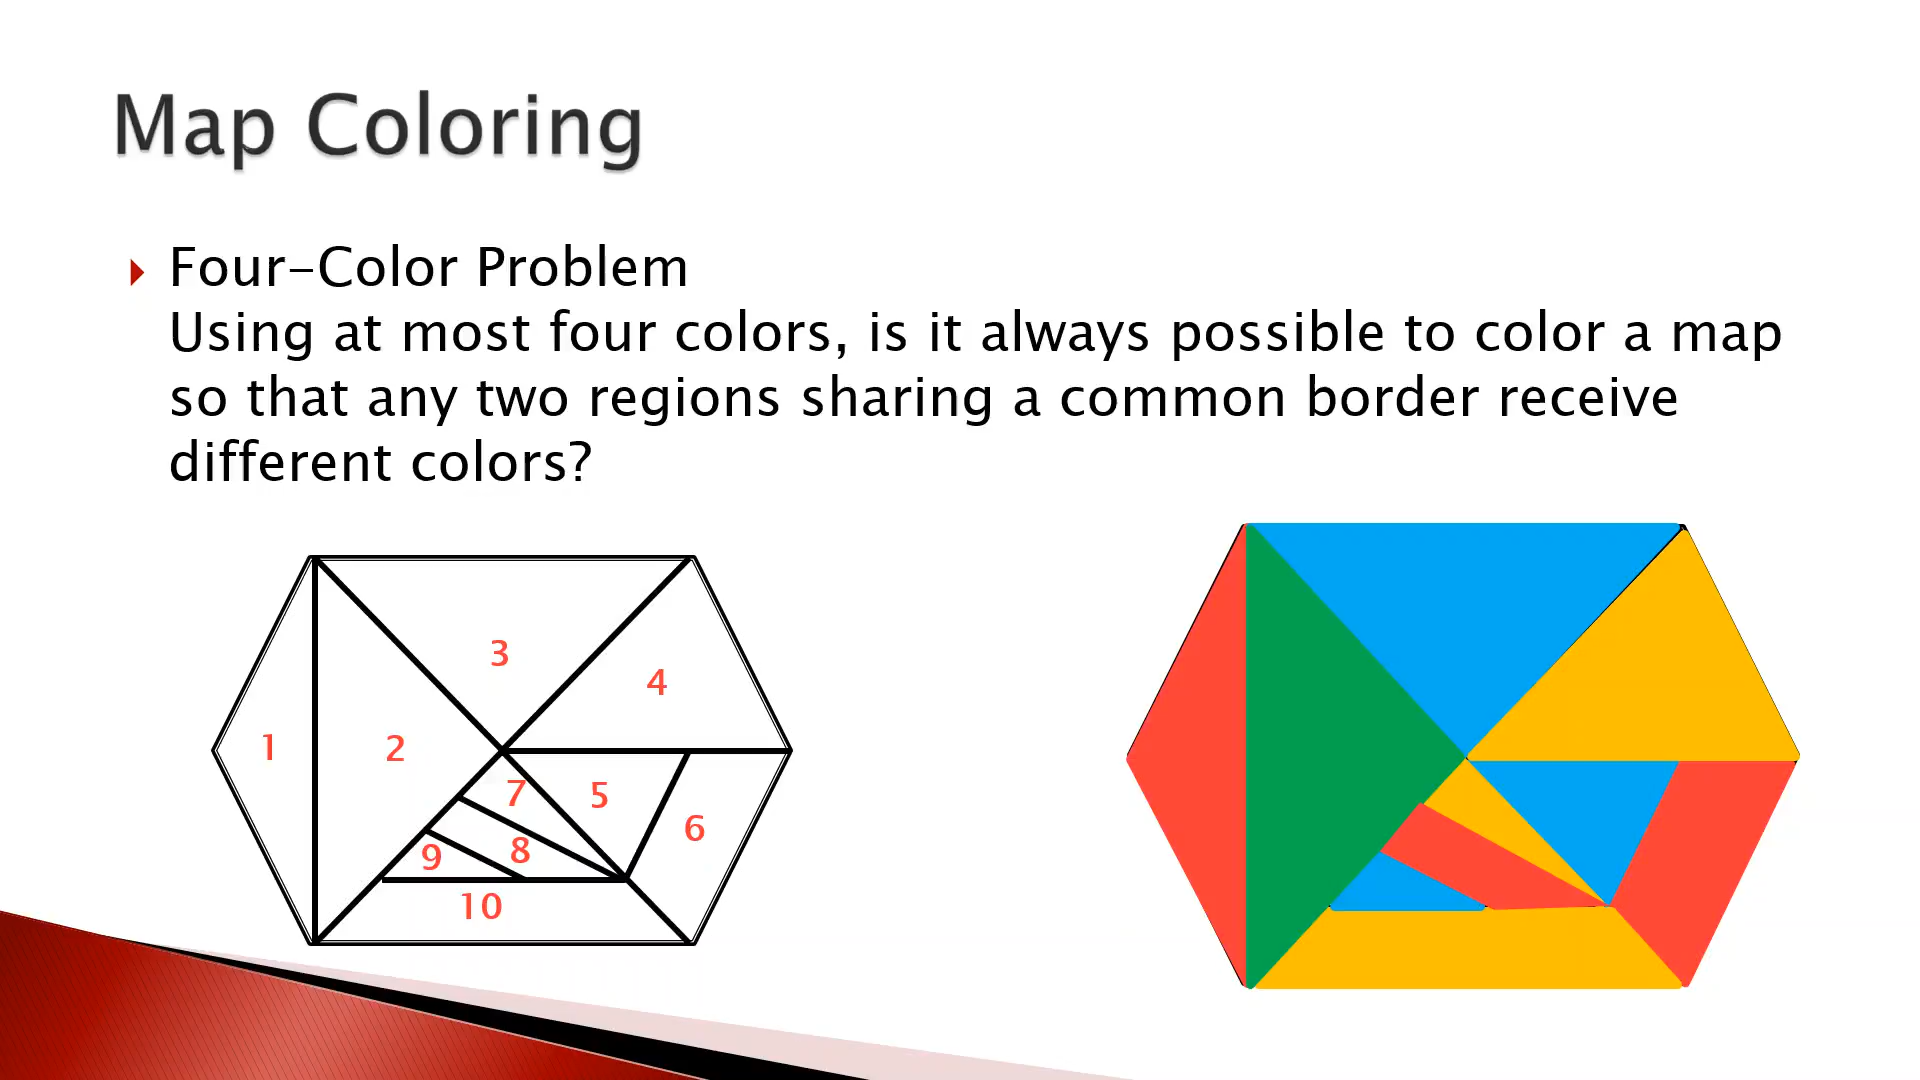 Map Coloring
Four-Color Problem
Using at most four colors, is it always possible to color a map
so that any two regions sharing a common border receive
different colors?
3
4
1
2
7
5
6
9
8
10